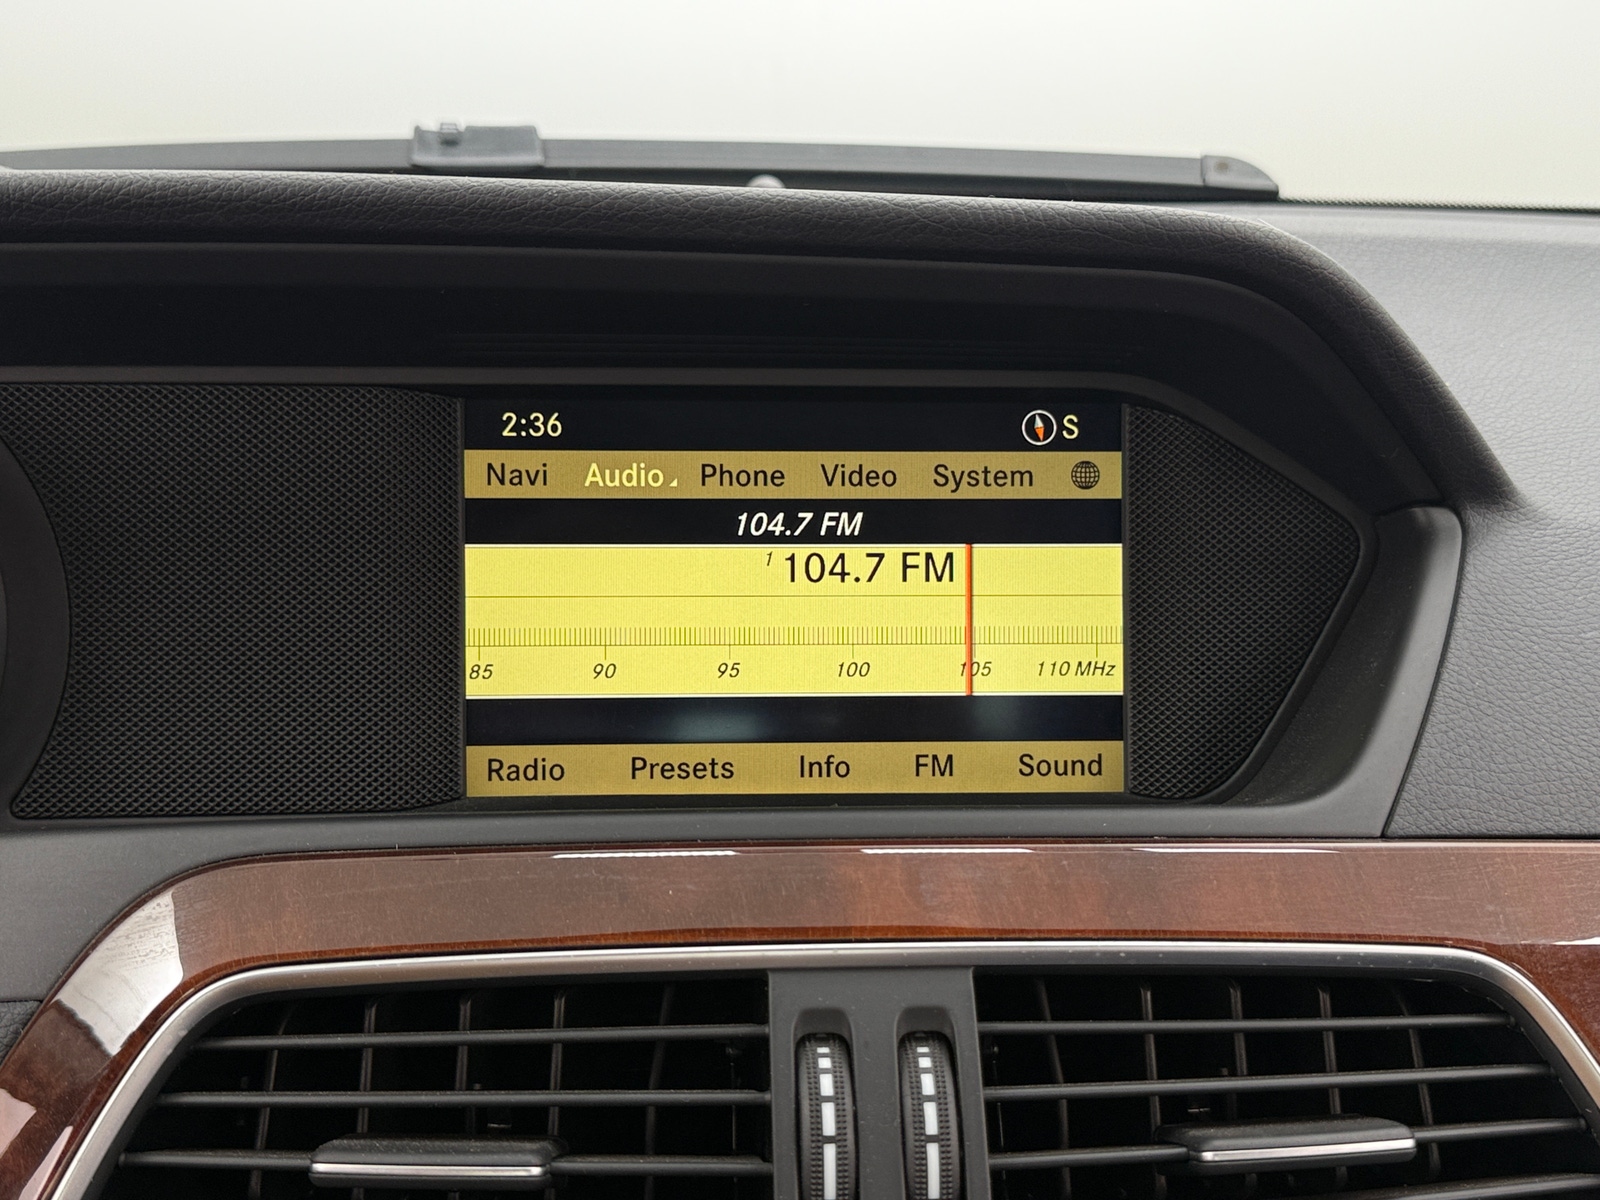 2:36 S
Navi Audio Phone Video System
104.7 FM
1 104.7 FM
85 90 95 100 105 110 MHz
Radio Presets Info FM Sound